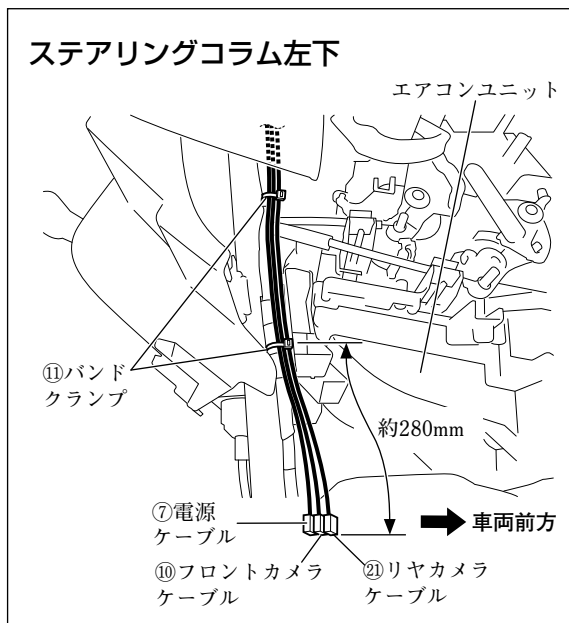 ステアリングコラム左下
エアコンユニット
⑪バンド
クランプ
約280mm
⑦電源
ケーブル
車両前方
⑩フロントカメラ
ケーブル
㉑リヤカメラ
ケーブル